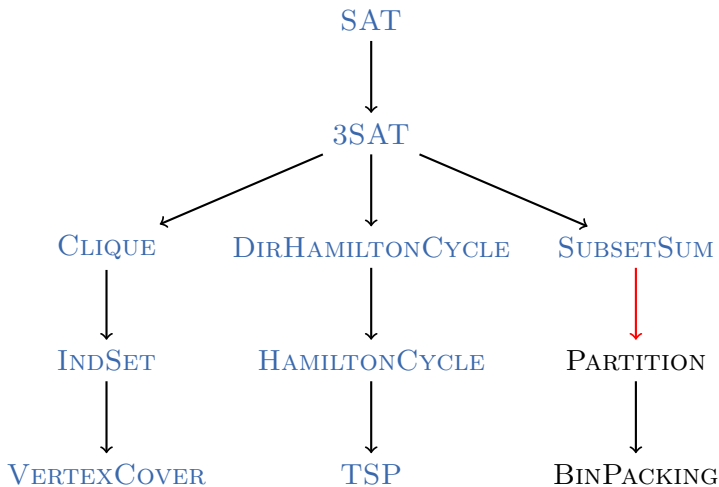 SAT
3SAT
CLIQUE DIRHAMILTONCYCLE SUBSETSUM
INDSET HAMILTONCYCLE PARTITION
VERTEXCOVER TSP BINPACKING